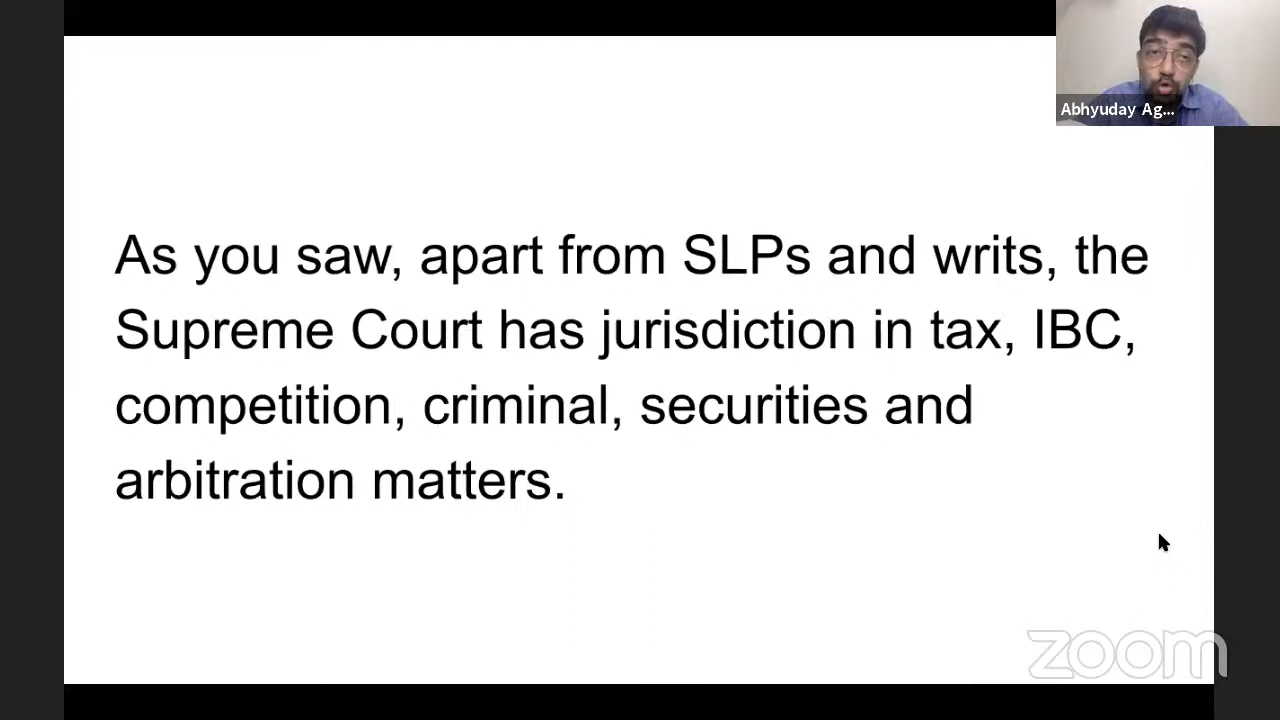 Abhyuday Ag...
As you saw, apart from SLPs and writs, the
Supreme Court has jurisdiction in tax, IBC,
competition, criminal, securities and
arbitration matters.
zoom